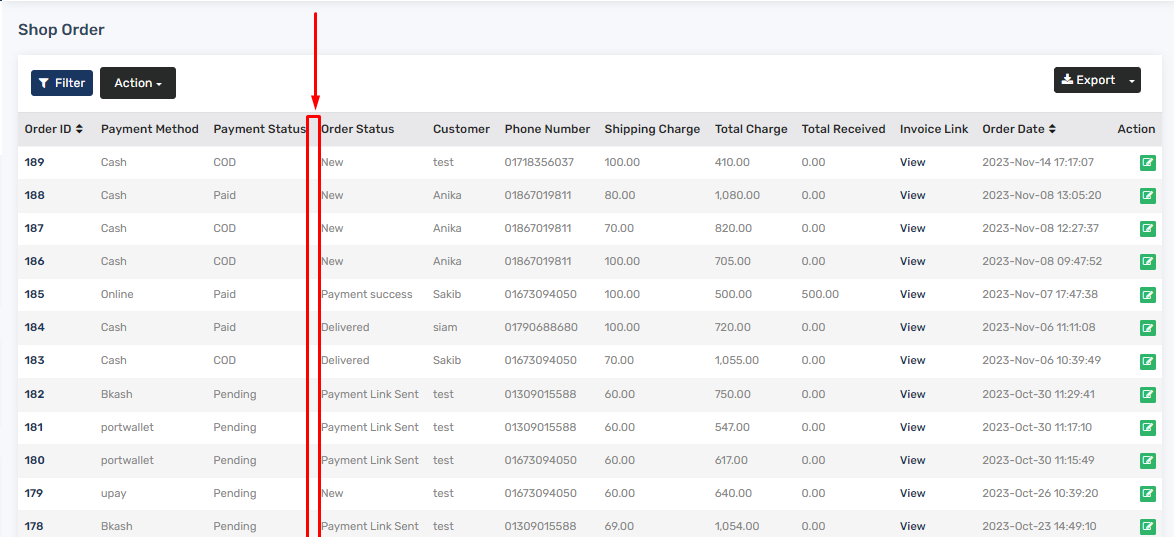 Shop Order
Filter Action Export
Order ID Payment Method Payment Status Order Status Customer Phone Number Shipping Charge Total Charge Total Received Invoice Link Order Date Action
189 Cash COD New test 01718356037 100.00 410.00 0.00 View 2023-Nov-14 17:17:07
188 Cash Paid New Anika 01867019811 80.00 1,080.00 0.00 View 2023-Nov-08 13:05:20
187 Cash COD New Anika 01867019811 70.00 820.00 0.00 View 2023-Nov-08 12:27:37
186 Cash COD New Anika 01867019811 100.00 705.00 0.00 View 2023-Nov-08 09:47:52
185 Online Paid Payment success Sakib 01673094050 100.00 500.00 500.00 View 2023-Nov-07 17:47:38
184 Cash Paid Delivered siam 01790688680 100.00 720.00 0.00 View 2023-Nov-06 11:11:08
183 Cash COD Delivered Sakib 01673094050 70.00 1,055.00 0.00 View 2023-Nov-06 10:39:49
182 Bkash Pending Payment Link Sent test 01309015588 60.00 750.00 0.00 View 2023-Oct-30 11:29:41
181 portwallet Pending Payment Link Sent test 01309015588 60.00 547.00 0.00 View 2023-Oct-30 11:17:10
180 portwallet Pending Payment Link Sent test 01673094050 60.00 617.00 0.00 View 2023-Oct-30 11:15:49
179 upay Pending New test 01673094050 60.00 640.00 0.00 View 2023-Oct-26 10:39:20
178 Bkash Pending Payment Link Sent test 01309015588 69.00 1,054.00 0.00 View 2023-Oct-23 14:49:10